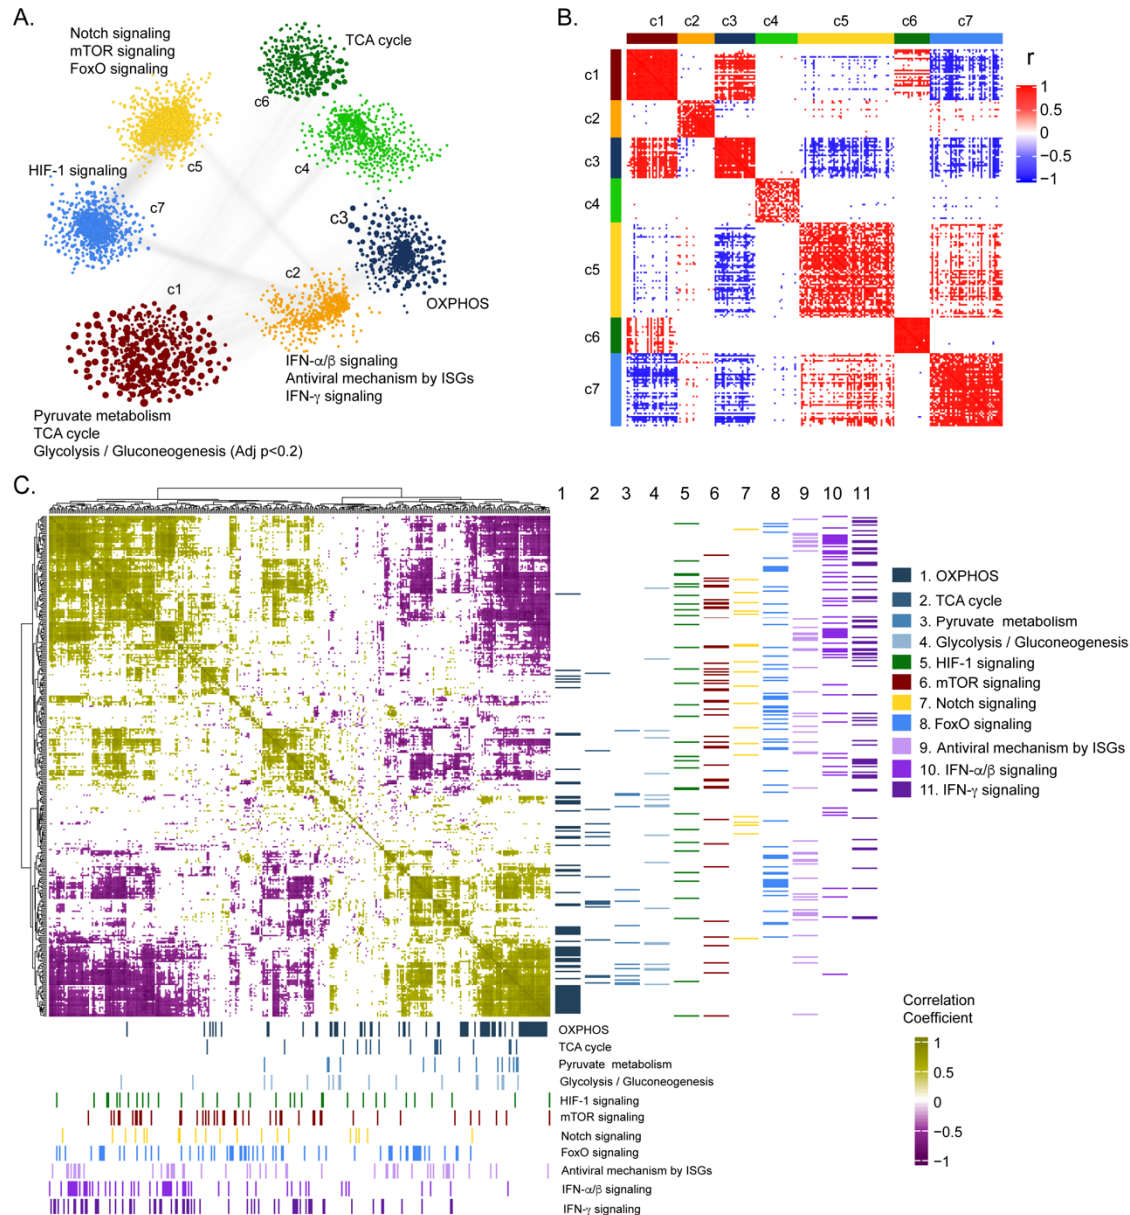 A.
Notch signaling
mTOR signaling
FoxO signaling
TCA cycle
c6
c5
c4
HIF-1 signaling
c7
c3
c2
c1
OXPHOS
IFN-α/β signaling
Antiviral mechanism by ISGs
IFN-γ signaling
Pyruvate metabolism
TCA cycle
Glycolysis / Gluconeogenesis (Adj p<0.2)
B.
c1 c2 c3 c4 c5 c6 c7
c1
c2
c3
c4
c5
c6
c7
r
1
0.5
0
−0.5
−1
C.
1 2 3 4 5 6 7 8 9 10 11
1. OXPHOS
2. TCA cycle
3. Pyruvate metabolism
4. Glycolysis / Gluconeogenesis
5. HIF-1 signaling
6. mTOR signaling
7. Notch signaling
8. FoxO signaling
9. Antiviral mechanism by ISGs
10. IFN-α/β signaling
11. IFN-γ signaling
OXPHOS
TCA cycle
Pyruvate metabolism
Glycolysis / Gluconeogenesis
HIF-1 signaling
mTOR signaling
Notch signaling
FoxO signaling
Antiviral mechanism by ISGs
IFN-α/β signaling
IFN-γ signaling
Correlation
Coefficient
1
0.5
0
−0.5
−1